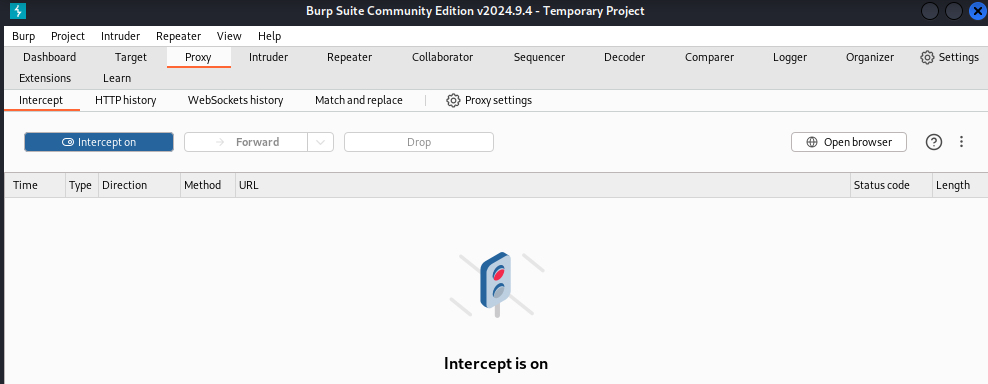 Burp Suite Community Edition v2024.9.4 - Temporary Project
Burp Project Intruder Repeater View Help
Dashboard Target Proxy Intruder Repeater Collaborator Sequencer Decoder Comparer Logger Organizer Settings
Extensions Learn
Intercept HTTP history WebSockets history Match and replace Proxy settings
Intercept on Forward Drop Open browser
Time Type Direction Method URL Status code Length
Intercept is on